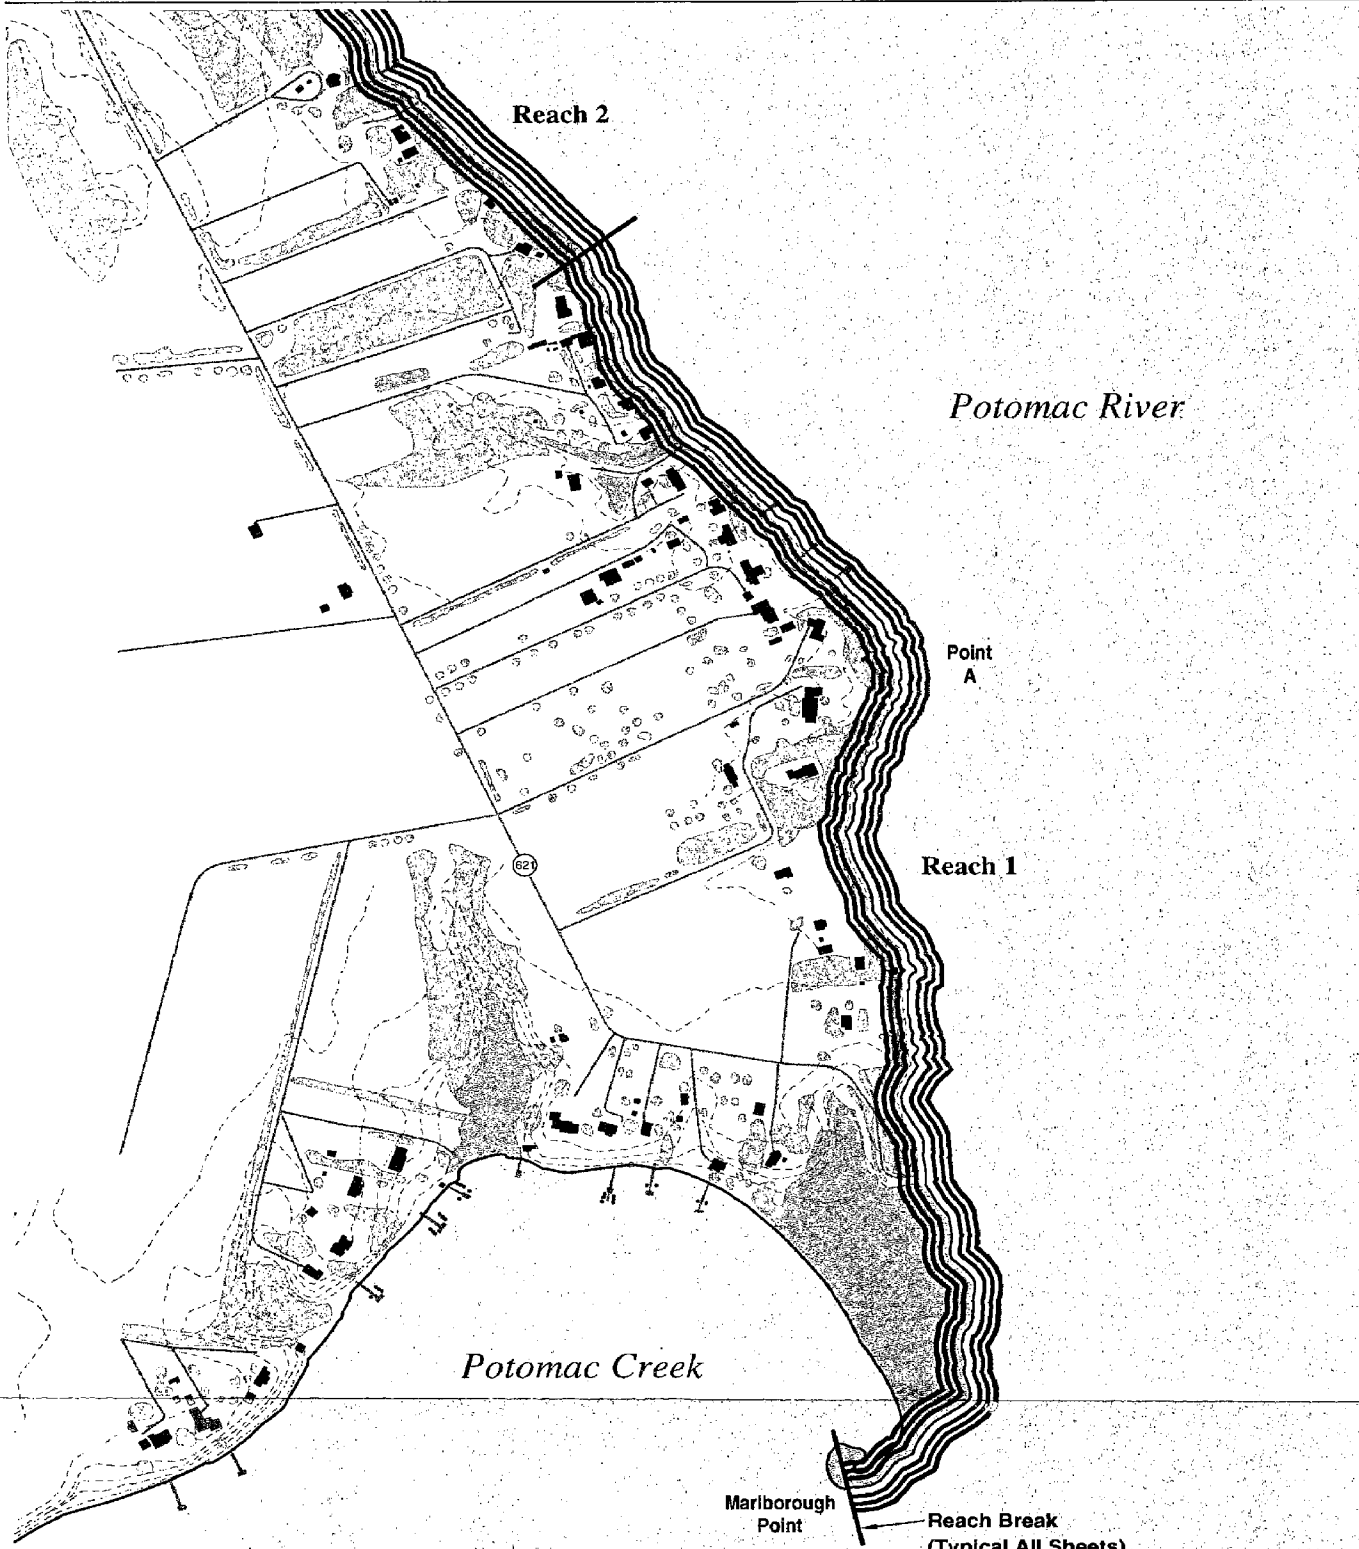 Reach 2
Potomac River
Point
A
Reach 1
621
Potomac Creek
Marlborough
Point
Reach Break
(Typical All Sheets)